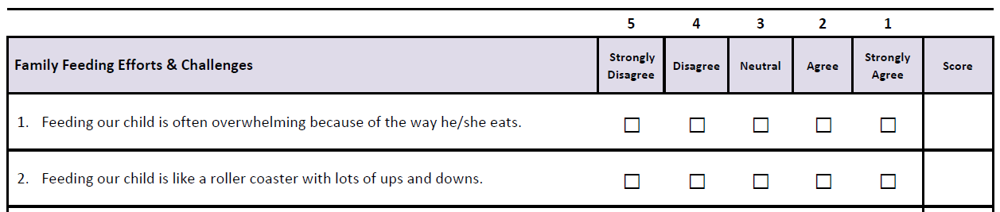 5 4 3 2 1
Family Feeding Efforts & Challenges Strongly Disagree Disagree Neutral Agree Strongly Agree Score
1. Feeding our child is often overwhelming because of the way he/she eats.
2. Feeding our child is like a roller coaster with lots of ups and downs.